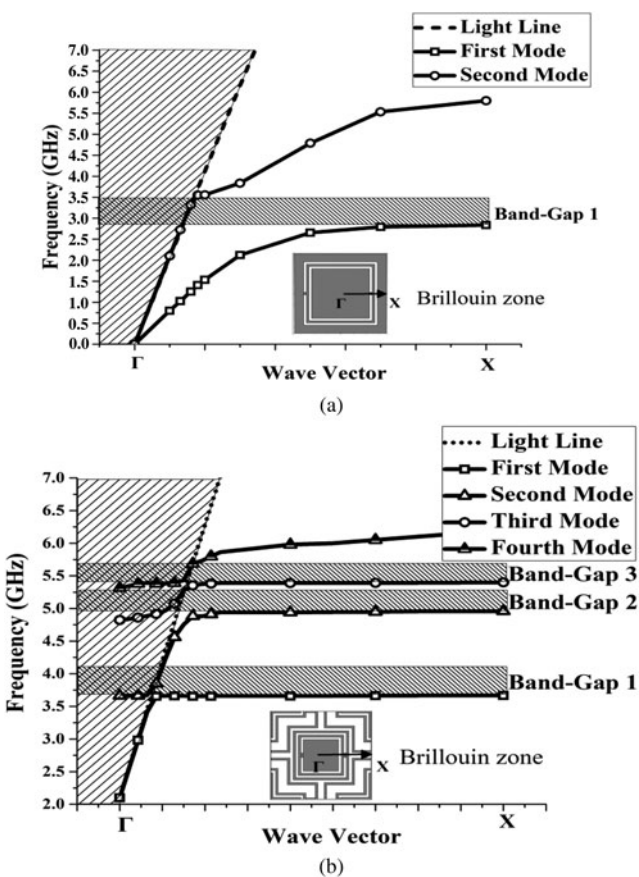 Light Line
First Mode
Second Mode
7.0
6.5
6.0
5.5
5.0
4.5
4.0
3.5
3.0
2.5
2.0
1.5
1.0
0.5
0.0
Frequency (GHz)
Band-Gap 1
Γ
X
Brillouin zone
Γ
X
Wave Vector
(a)
Light Line
First Mode
Second Mode
Third Mode
Fourth Mode
7.0
6.5
6.0
5.5
5.0
4.5
4.0
3.5
3.0
2.5
2.0
Frequency (GHz)
Band-Gap 3
Band-Gap 2
Band-Gap 1
Γ
X
Brillouin zone
Γ
X
Wave Vector
(b)